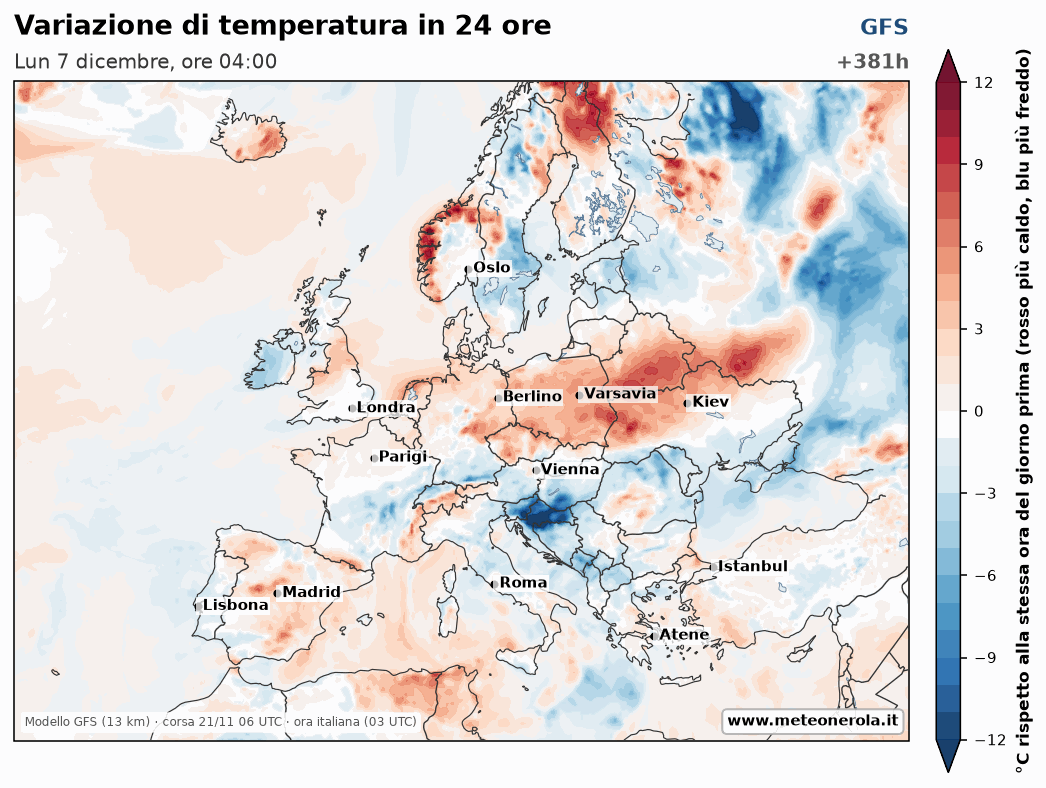 Variazione di temperatura in 24 ore
GFS
Lun 7 dicembre, ore 04:00
+381h
Oslo
Berlino
Varsavia
Kiev
Londra
Parigi
Vienna
Istanbul
Roma
Madrid
Lisbona
Atene
Modello GFS (13 km) · corsa 21/11 06 UTC · ora italiana (03 UTC)
www.meteonerola.it
12
9
6
3
0
−3
−6
−9
−12
°C rispetto alla stessa ora del giorno prima (rosso più caldo, blu più freddo)